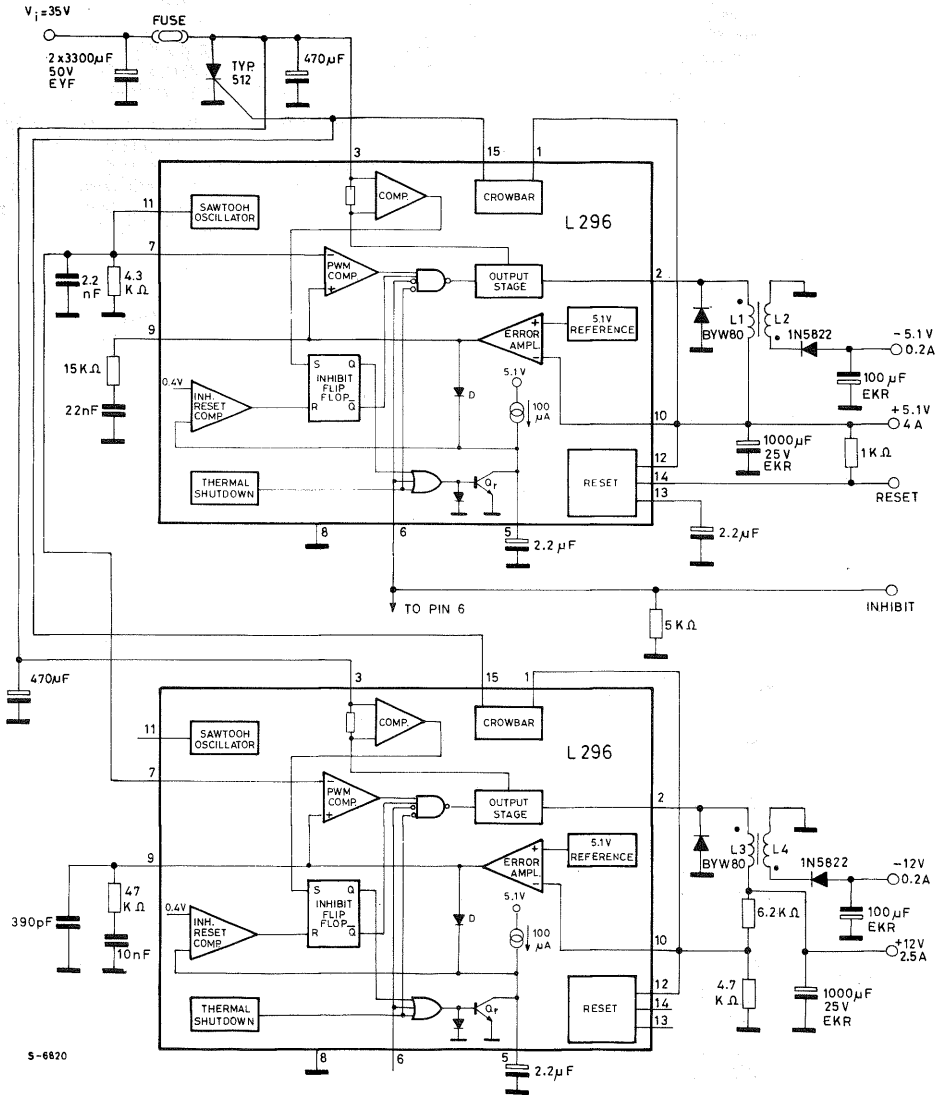 Vi=35V
FUSE
2x3300µF
50V
EYF
TYP.
512
470µF
3
15
1
COMP.
CROWBAR
L296
11
SAWTOOH
OSCILLATOR
7
2.2
nF
4.3
KΩ
−
PWM
COMP.
+
OUTPUT
STAGE
2
BYW80
L1
L2
1N5822
−5.1V
0.2A
100µF
EKR
9
15KΩ
22nF
ERROR
AMPL.
+
−
5.1V
REFERENCE
S
Q
INHIBIT
FLIP
FLOP
R
Q̅
D
5.1V
100
µA
0.4V
INH.
RESET
COMP.
10
+5.1V
4A
1000µF
25V
EKR
1KΩ
12
14
13
RESET
RESET
THERMAL
SHUTDOWN
Qr
8
6
5
2.2µF
2.2µF
TO PIN 6
5KΩ
INHIBIT
470µF
3
15
1
COMP.
CROWBAR
L296
11
SAWTOOH
OSCILLATOR
7
−
PWM
COMP.
+
OUTPUT
STAGE
2
BYW80
L3
L4
1N5822
−12V
0.2A
100µF
EKR
9
390pF
47
KΩ
10nF
ERROR
AMPL.
+
−
5.1V
REFERENCE
S
Q
INHIBIT
FLIP
FLOP
R
Q̅
D
5.1V
100
µA
0.4V
INH.
RESET
COMP.
6.2KΩ
10
+12V
2.5A
4.7
KΩ
1000µF
25V
EKR
12
14
13
RESET
THERMAL
SHUTDOWN
Qr
8
6
5
2.2µF
S-6820